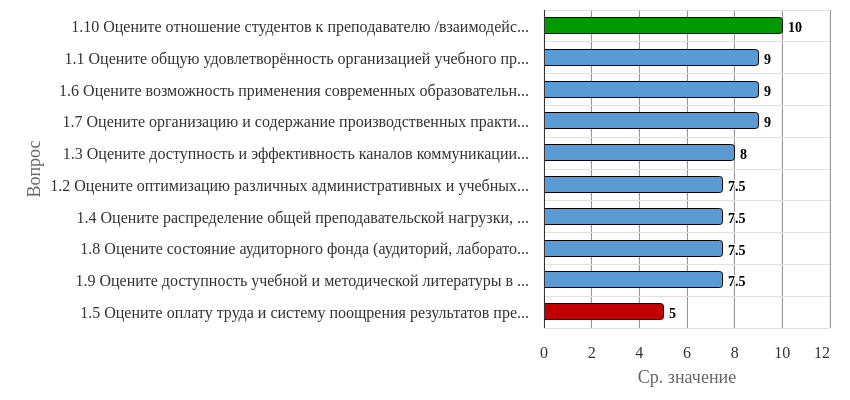 1.10 Оцените отношение студентов к преподавателю /взаимодейс... 10
1.1 Оцените общую удовлетворённость организацией учебного пр... 9
1.6 Оцените возможность применения современных образовательн... 9
1.7 Оцените организацию и содержание производственных практи... 9
1.3 Оцените доступность и эффективность каналов коммуникации... 8
1.2 Оцените оптимизацию различных административных и учебных... 7.5
1.4 Оцените распределение общей преподавательской нагрузки, ... 7.5
1.8 Оцените состояние аудиторного фонда (аудиторий, лаборато... 7.5
1.9 Оцените доступность учебной и методической литературы в ... 7.5
1.5 Оцените оплату труда и систему поощрения результатов пре... 5
Вопрос
0 2 4 6 8 10 12
Ср. значение